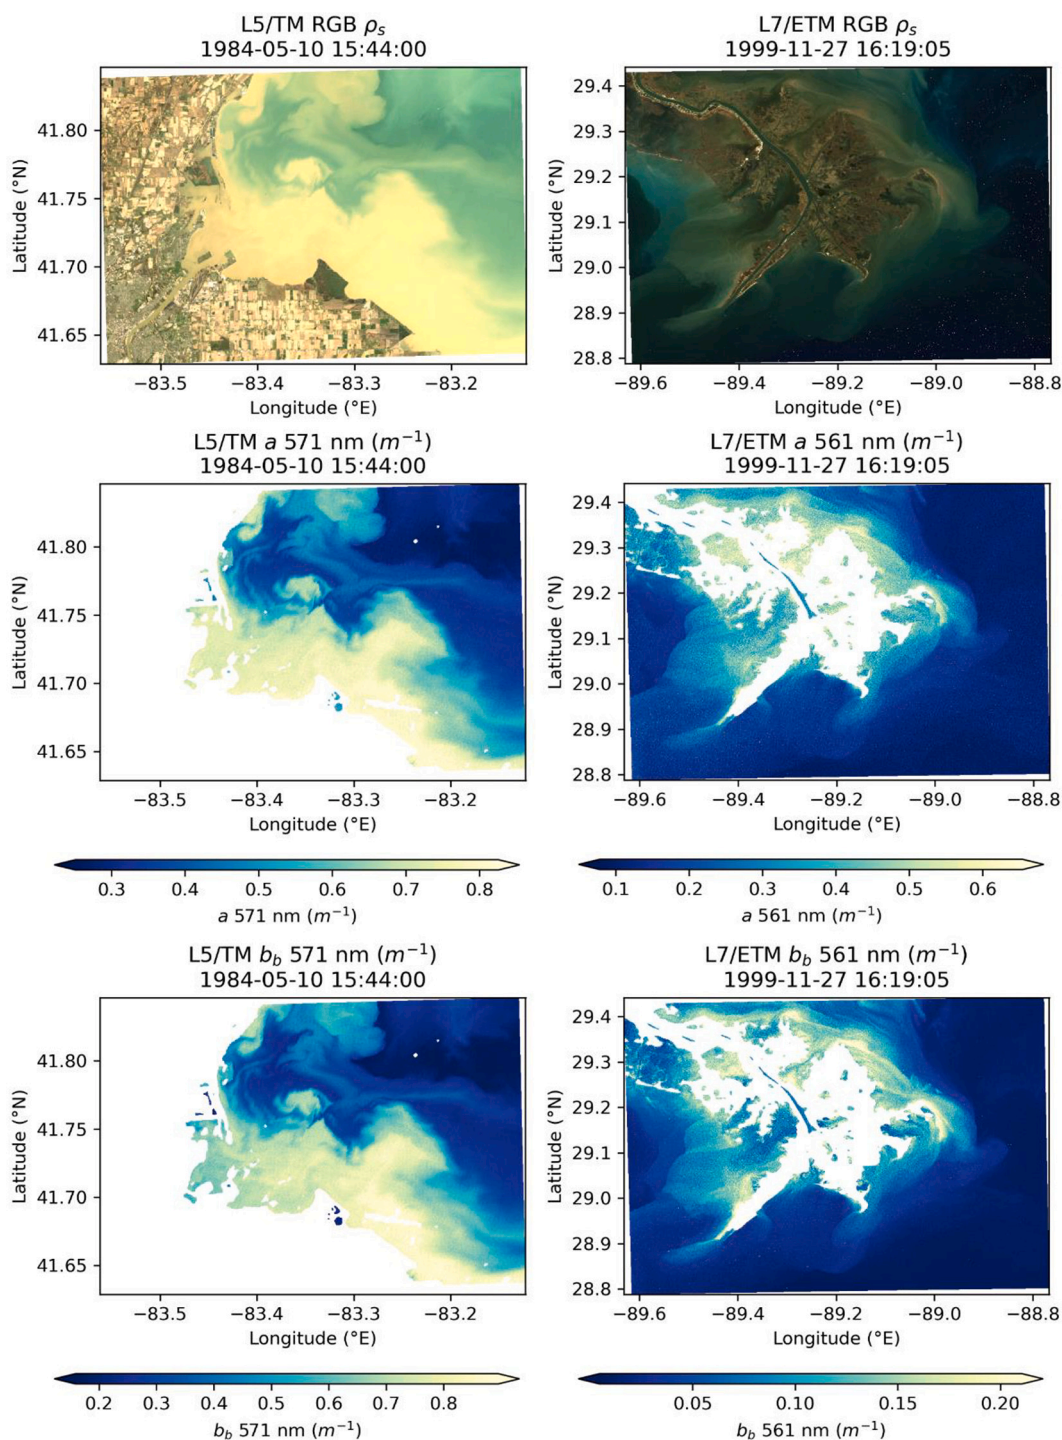 L5/TM RGB ρs
1984-05-10 15:44:00
41.80
41.75
41.70
41.65
Latitude (°N)
−83.5 −83.4 −83.3 −83.2
Longitude (°E)
L7/ETM RGB ρs
1999-11-27 16:19:05
29.4
29.3
29.2
29.1
29.0
28.9
28.8
Latitude (°N)
−89.6 −89.4 −89.2 −89.0 −88.8
Longitude (°E)
L5/TM a 571 nm (m⁻¹)
1984-05-10 15:44:00
41.80
41.75
41.70
41.65
Latitude (°N)
−83.5 −83.4 −83.3 −83.2
Longitude (°E)
0.3 0.4 0.5 0.6 0.7 0.8
a 571 nm (m⁻¹)
L7/ETM a 561 nm (m⁻¹)
1999-11-27 16:19:05
29.4
29.3
29.2
29.1
29.0
28.9
28.8
Latitude (°N)
−89.6 −89.4 −89.2 −89.0 −88.8
Longitude (°E)
0.1 0.2 0.3 0.4 0.5 0.6
a 561 nm (m⁻¹)
L5/TM bb 571 nm (m⁻¹)
1984-05-10 15:44:00
41.80
41.75
41.70
41.65
Latitude (°N)
−83.5 −83.4 −83.3 −83.2
Longitude (°E)
0.2 0.3 0.4 0.5 0.6 0.7 0.8
bb 571 nm (m⁻¹)
L7/ETM bb 561 nm (m⁻¹)
1999-11-27 16:19:05
29.4
29.3
29.2
29.1
29.0
28.9
28.8
Latitude (°N)
−89.6 −89.4 −89.2 −89.0 −88.8
Longitude (°E)
0.05 0.10 0.15 0.20
bb 561 nm (m⁻¹)